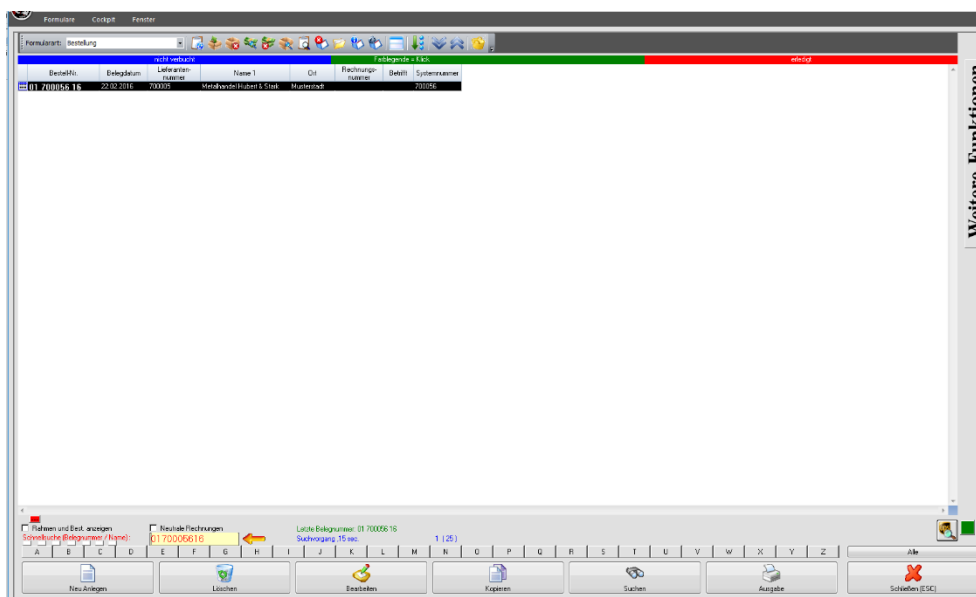 Formulare Cockpit Fenster
Formularart: Bestellung
nicht verbucht Farblegende = Klick erledigt
Bestell-Nr. Belegdatum Lieferanten-nummer Name 1 Ort Rechnungs-nummer Betrifft Systemnummer
01 700056 16 22.02.2016 700005 Metallhandel Hubert & Stark Musterstadt 700056
Weitere Funktionen
Rahmen und Best. anzeigen Neutrale Rechnungen Letzte Belegnummer: 01 700056 16
Schnellsuche (Belegnummer / Name): 0170005616 Suchvorgang ,15 sec. 1 ( 25 )
A B C D E F G H I J K L M N O P Q R S T U V W X Y Z Alle
Neu Anlegen Löschen Bearbeiten Kopieren Suchen Ausgabe Schließen (ESC)